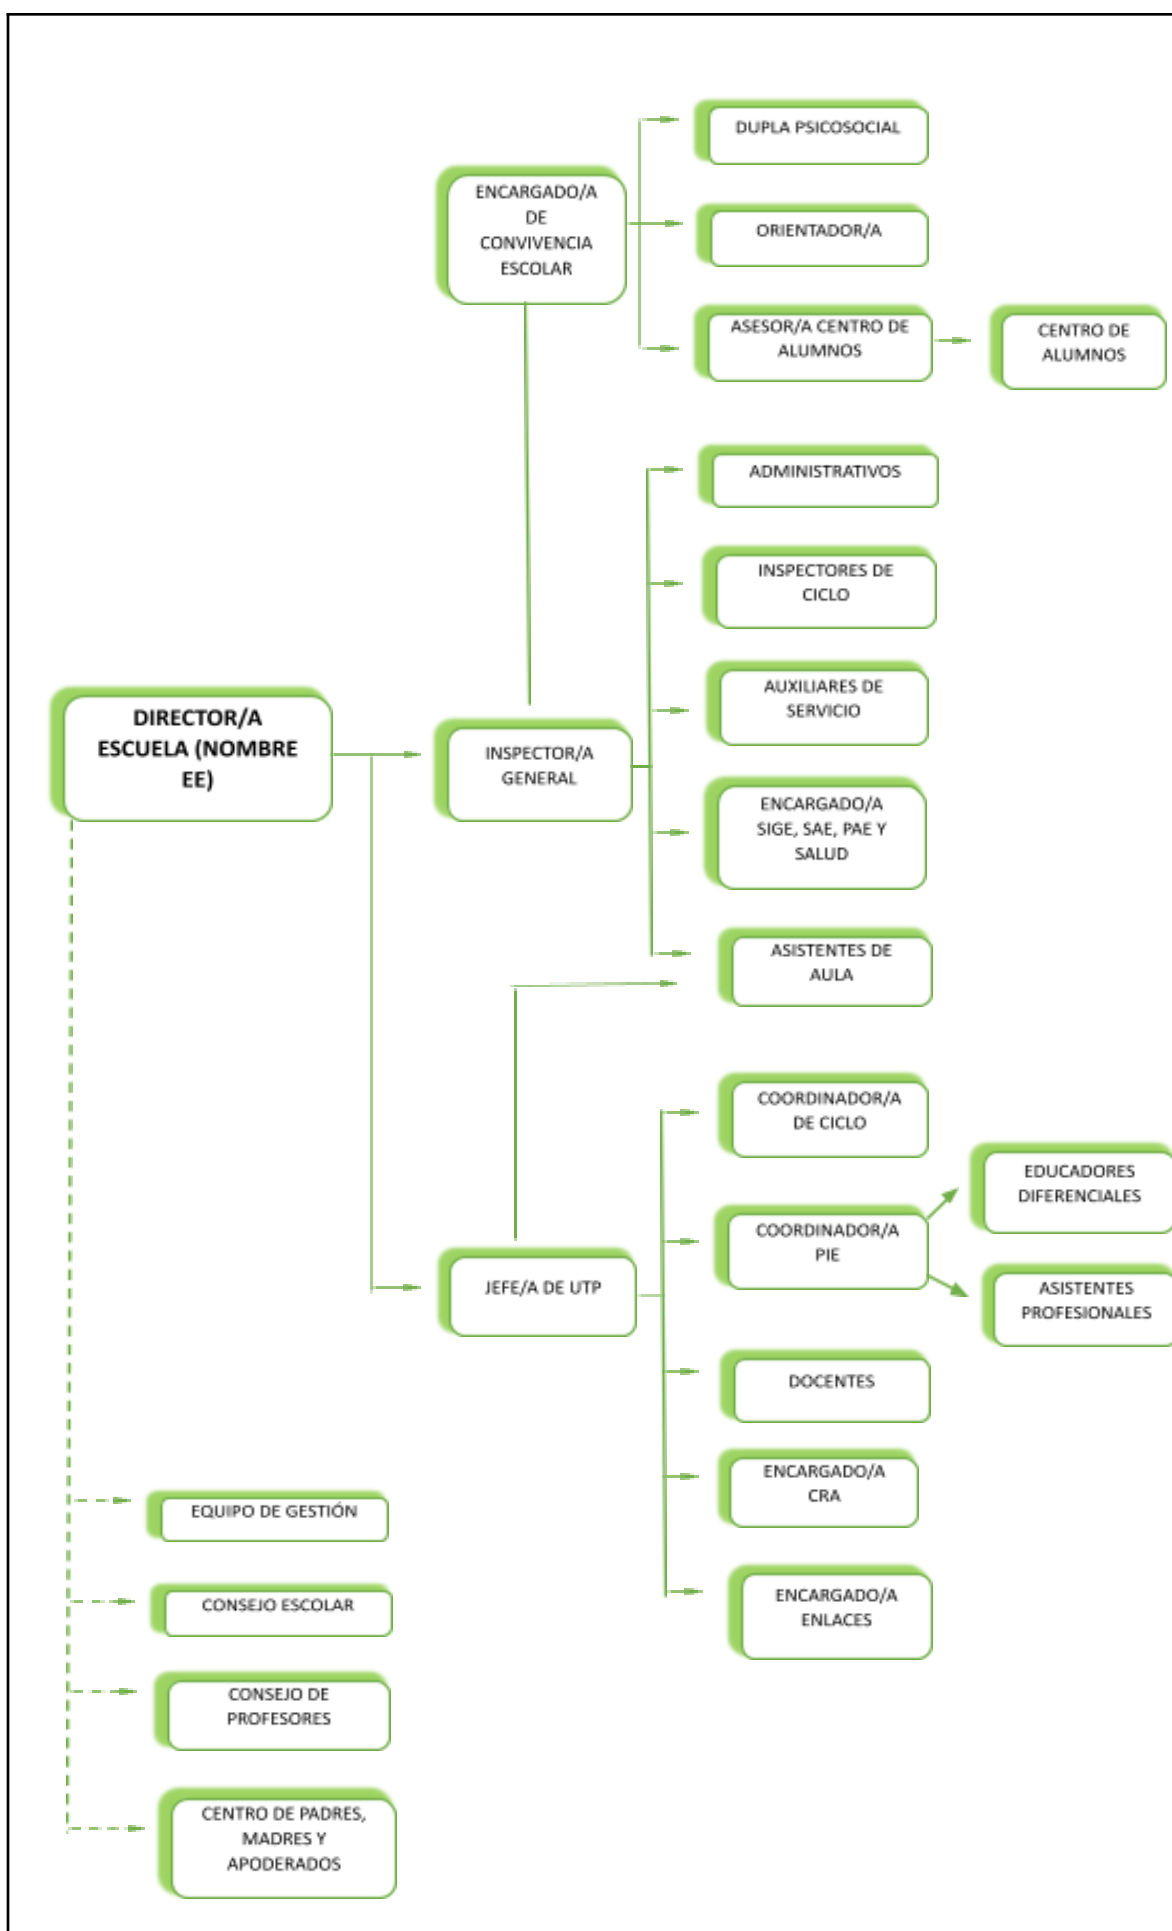 DUPLA PSICOSOCIAL
ENCARGADO/A
DE
CONVIVENCIA
ESCOLAR
ORIENTADOR/A
ASESOR/A CENTRO DE
ALUMNOS
CENTRO DE
ALUMNOS
ADMINISTRATIVOS
INSPECTORES DE
CICLO
AUXILIARES DE
SERVICIO
DIRECTOR/A
ESCUELA (NOMBRE
EE)
INSPECTOR/A
GENERAL
ENCARGADO/A
SIGE, SAE, PAE Y
SALUD
ASISTENTES DE
AULA
COORDINADOR/A
DE CICLO
EDUCADORES
DIFERENCIALES
COORDINADOR/A
PIE
JEFE/A DE UTP
ASISTENTES
PROFESIONALES
DOCENTES
ENCARGADO/A
CRA
ENCARGADO/A
ENLACES
EQUIPO DE GESTIÓN
CONSEJO ESCOLAR
CONSEJO DE
PROFESORES
CENTRO DE PADRES,
MADRES Y
APODERADOS